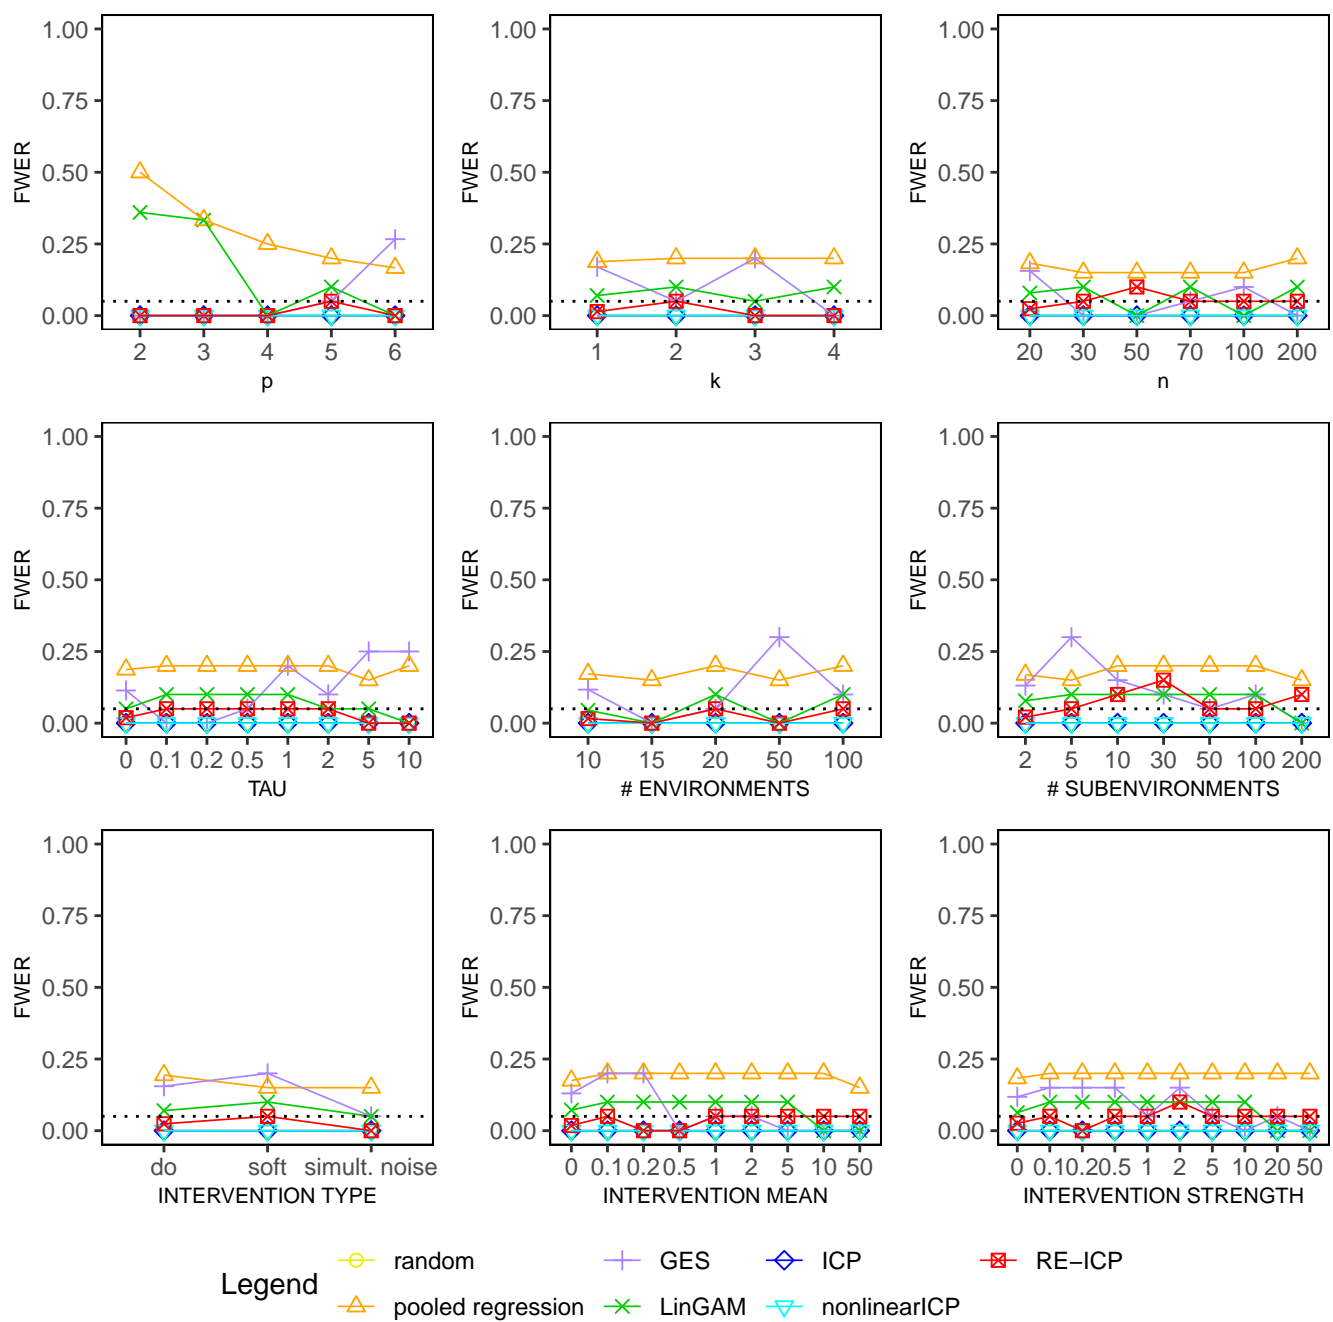 1.00
0.75
0.50
0.25
0.00
FWER
2 3 4 5 6
p
1.00
0.75
0.50
0.25
0.00
FWER
1 2 3 4
k
1.00
0.75
0.50
0.25
0.00
FWER
20 30 50 70 100 200
n
1.00
0.75
0.50
0.25
0.00
FWER
0 0.1 0.2 0.5 1 2 5 10
TAU
1.00
0.75
0.50
0.25
0.00
FWER
10 15 20 50 100
# ENVIRONMENTS
1.00
0.75
0.50
0.25
0.00
FWER
2 5 10 30 50 100 200
# SUBENVIRONMENTS
1.00
0.75
0.50
0.25
0.00
FWER
do soft simult. noise
INTERVENTION TYPE
1.00
0.75
0.50
0.25
0.00
FWER
0 0.1 0.2 0.5 1 2 5 10 50
INTERVENTION MEAN
1.00
0.75
0.50
0.25
0.00
FWER
0 0.1 0.2 0.5 1 2 5 10 20 50
INTERVENTION STRENGTH
Legend
random GES ICP RE−ICP
pooled regression LinGAM nonlinearICP